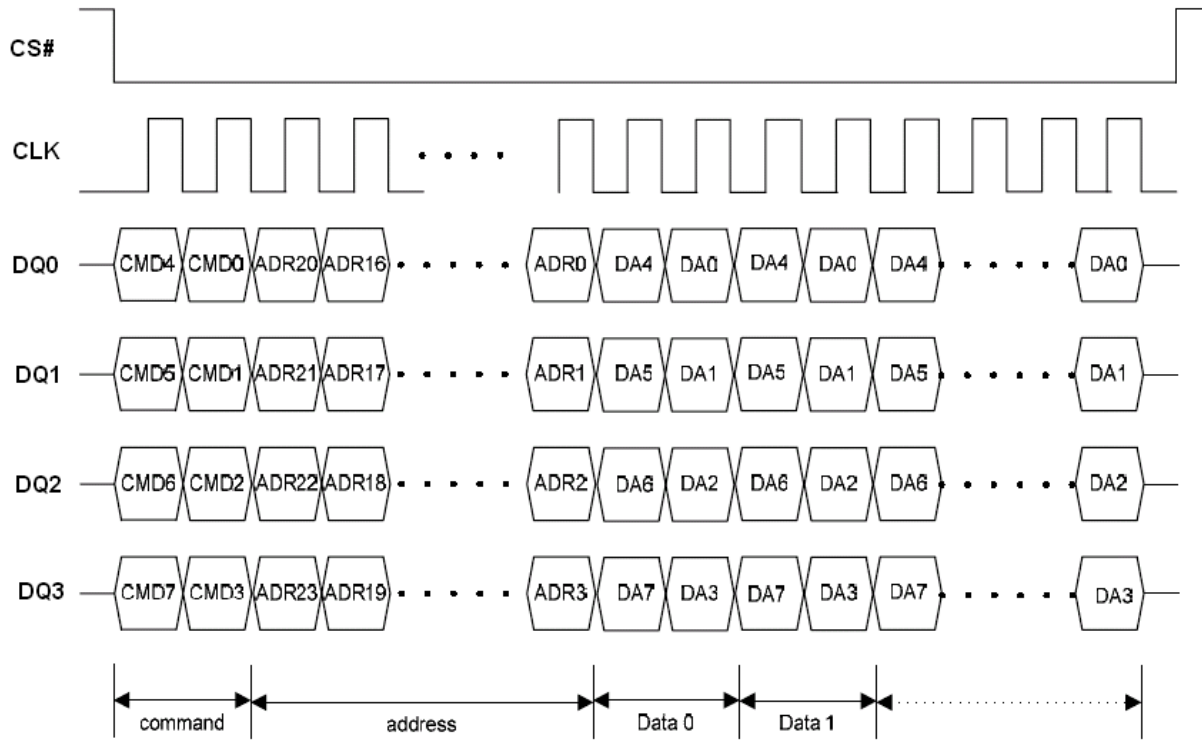 CS#
CLK
DQ0 CMD4 CMD0 ADR20 ADR16 ADR0 DA4 DA0 DA4 DA0 DA4 DA0
DQ1 CMD5 CMD1 ADR21 ADR17 ADR1 DA5 DA1 DA5 DA1 DA5 DA1
DQ2 CMD6 CMD2 ADR22 ADR18 ADR2 DA6 DA2 DA6 DA2 DA6 DA2
DQ3 CMD7 CMD3 ADR23 ADR19 ADR3 DA7 DA3 DA7 DA3 DA7 DA3
command address Data 0 Data 1